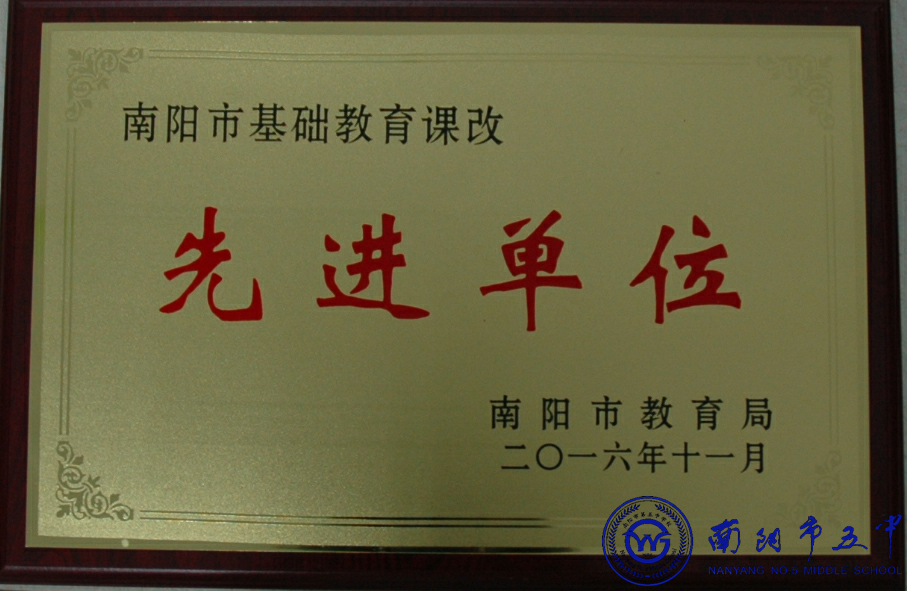 南阳市基础教育课改
先进单位
南阳市教育局
二〇一六年十一月
南阳市五中
NANYANG NO.5 MIDDLE SCHOOL